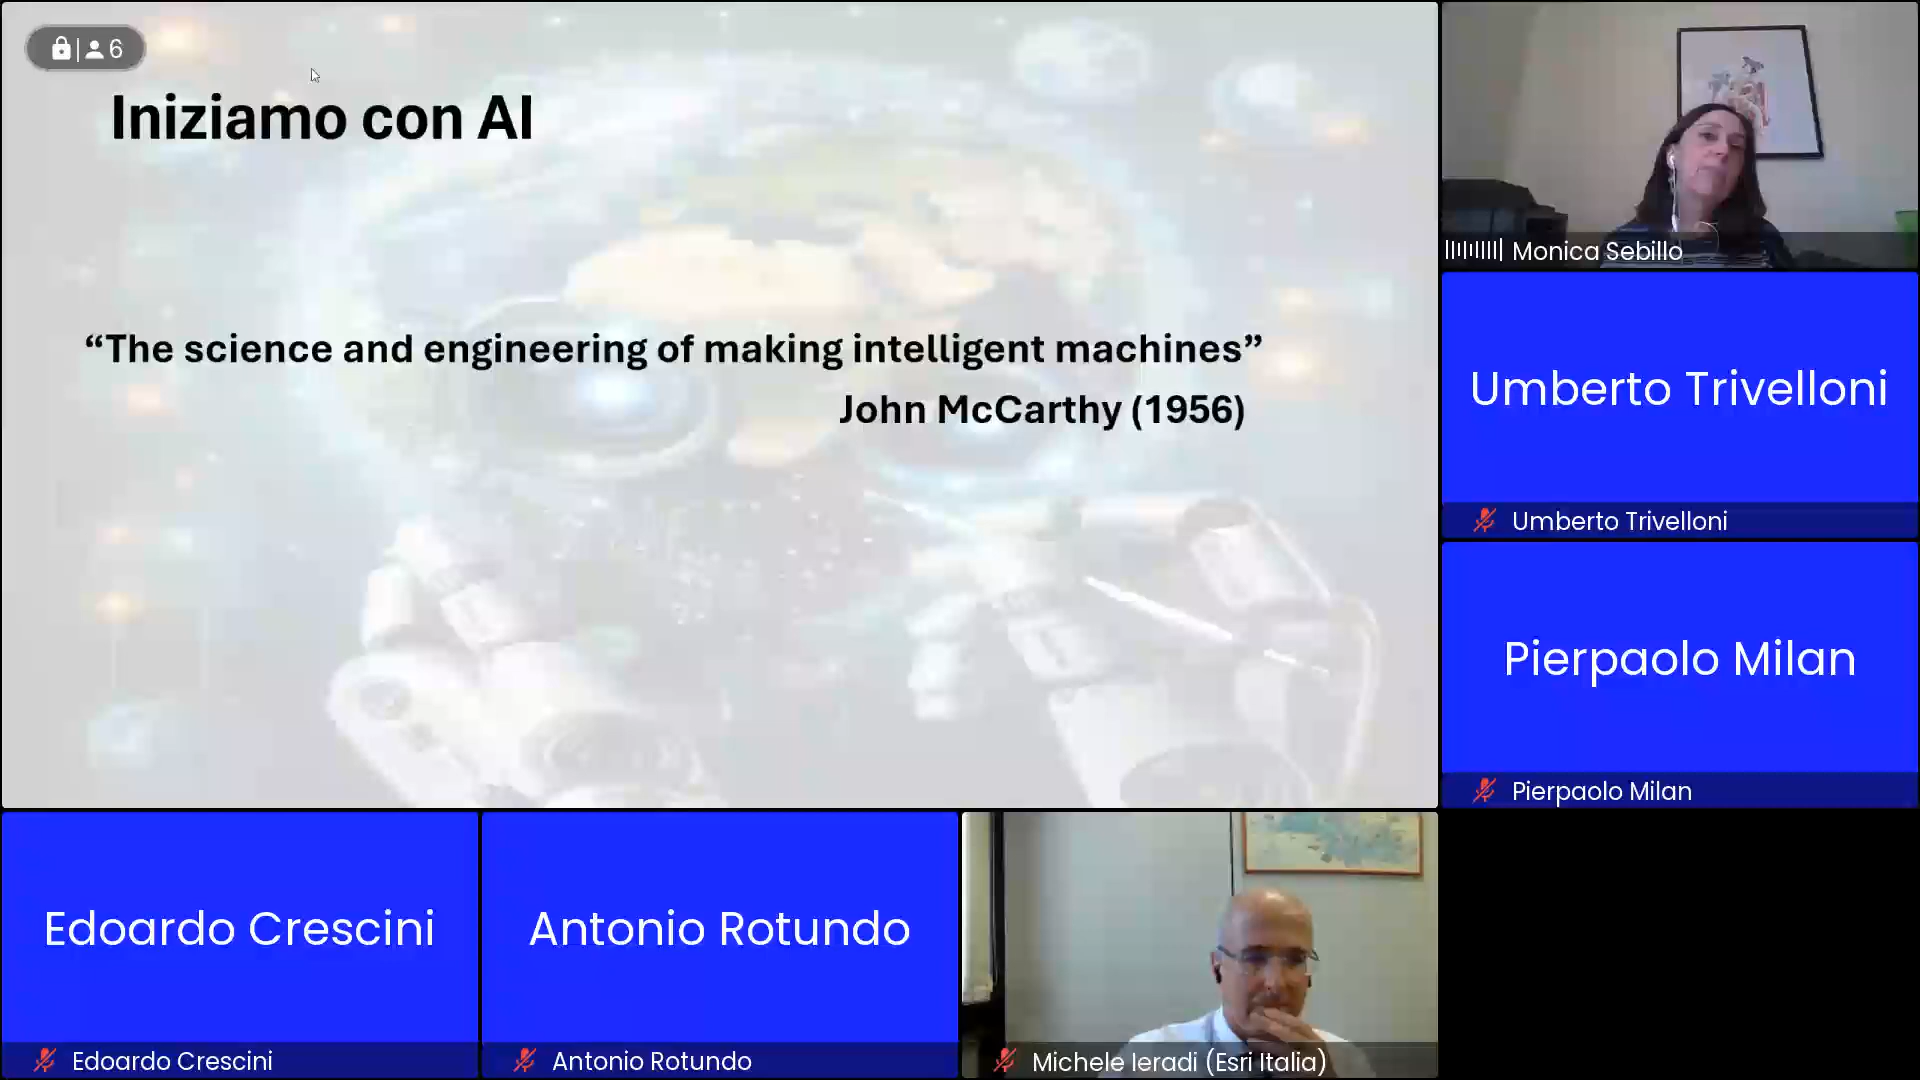 6
Iniziamo con AI
“The science and engineering of making intelligent machines”
John McCarthy (1956)
Monica Sebillo
Umberto Trivelloni
Umberto Trivelloni
Pierpaolo Milan
Pierpaolo Milan
Edoardo Crescini
Edoardo Crescini
Antonio Rotundo
Antonio Rotundo
Michele Ieradi (Esri Italia)